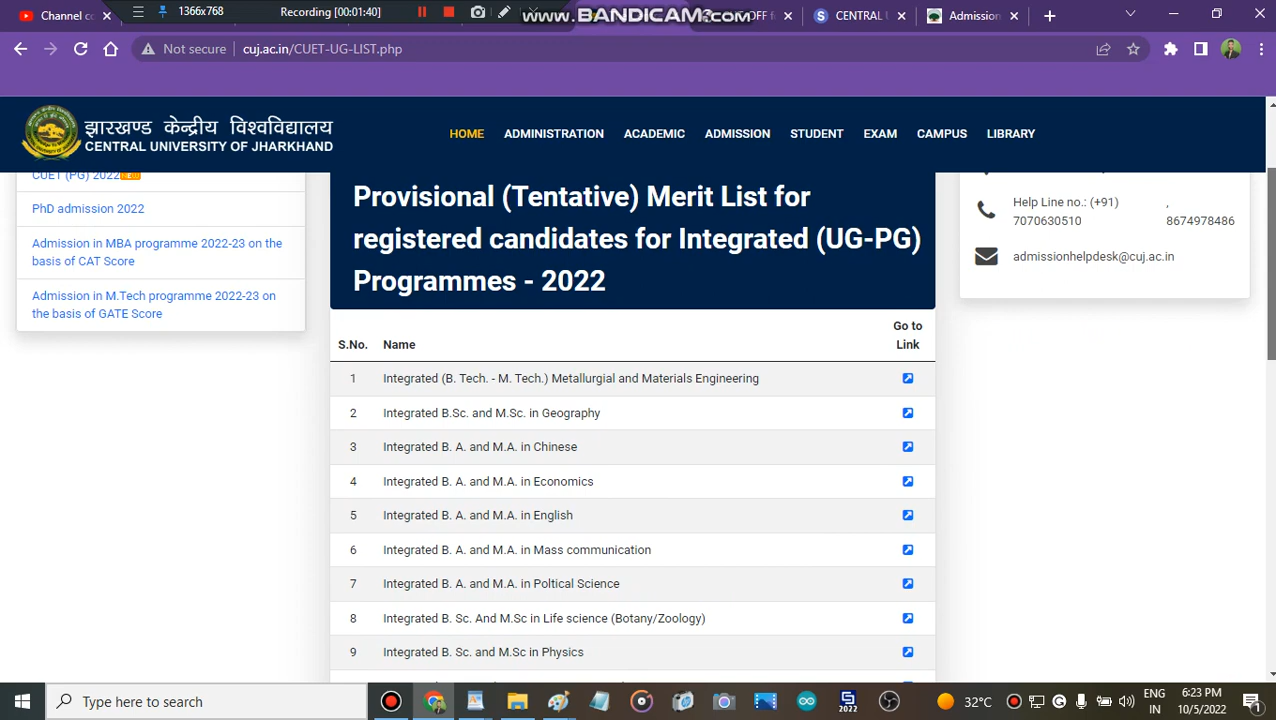 Channel co
1366x768
Recording [00:01:40]
www.BANDICAM.com
OFF f
CENTRAL U
Admission
Not secure
cuj.ac.in/CUET-UG-LIST.php
झारखण्ड केन्द्रीय विश्वविद्यालय
CENTRAL UNIVERSITY OF JHARKHAND
HOME ADMINISTRATION ACADEMIC ADMISSION STUDENT EXAM CAMPUS LIBRARY
CUET (PG) 2022
PhD admission 2022
Admission in MBA programme 2022-23 on the
basis of CAT Score
Admission in M.Tech programme 2022-23 on
the basis of GATE Score
Provisional (Tentative) Merit List for
registered candidates for Integrated (UG-PG)
Programmes - 2022
S.No. Name Go to Link
1 Integrated (B. Tech. - M. Tech.) Metallurgial and Materials Engineering
2 Integrated B.Sc. and M.Sc. in Geography
3 Integrated B. A. and M.A. in Chinese
4 Integrated B. A. and M.A. in Economics
5 Integrated B. A. and M.A. in English
6 Integrated B. A. and M.A. in Mass communication
7 Integrated B. A. and M.A. in Poltical Science
8 Integrated B. Sc. And M.Sc in Life science (Botany/Zoology)
9 Integrated B. Sc. and M.Sc in Physics
Help Line no.: (+91) ,
7070630510 8674978486
admissionhelpdesk@cuj.ac.in
Type here to search
2022
32°C
ENG
IN
6:23 PM
10/5/2022
1